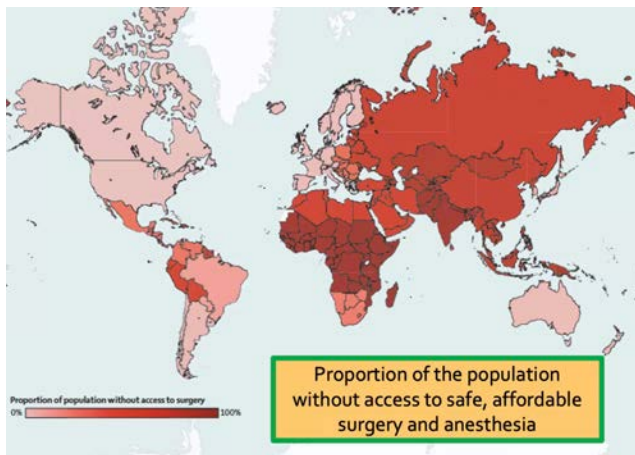 Proportion of population without access to surgery
0%
100%
Proportion of the population
without access to safe, affordable
surgery and anesthesia